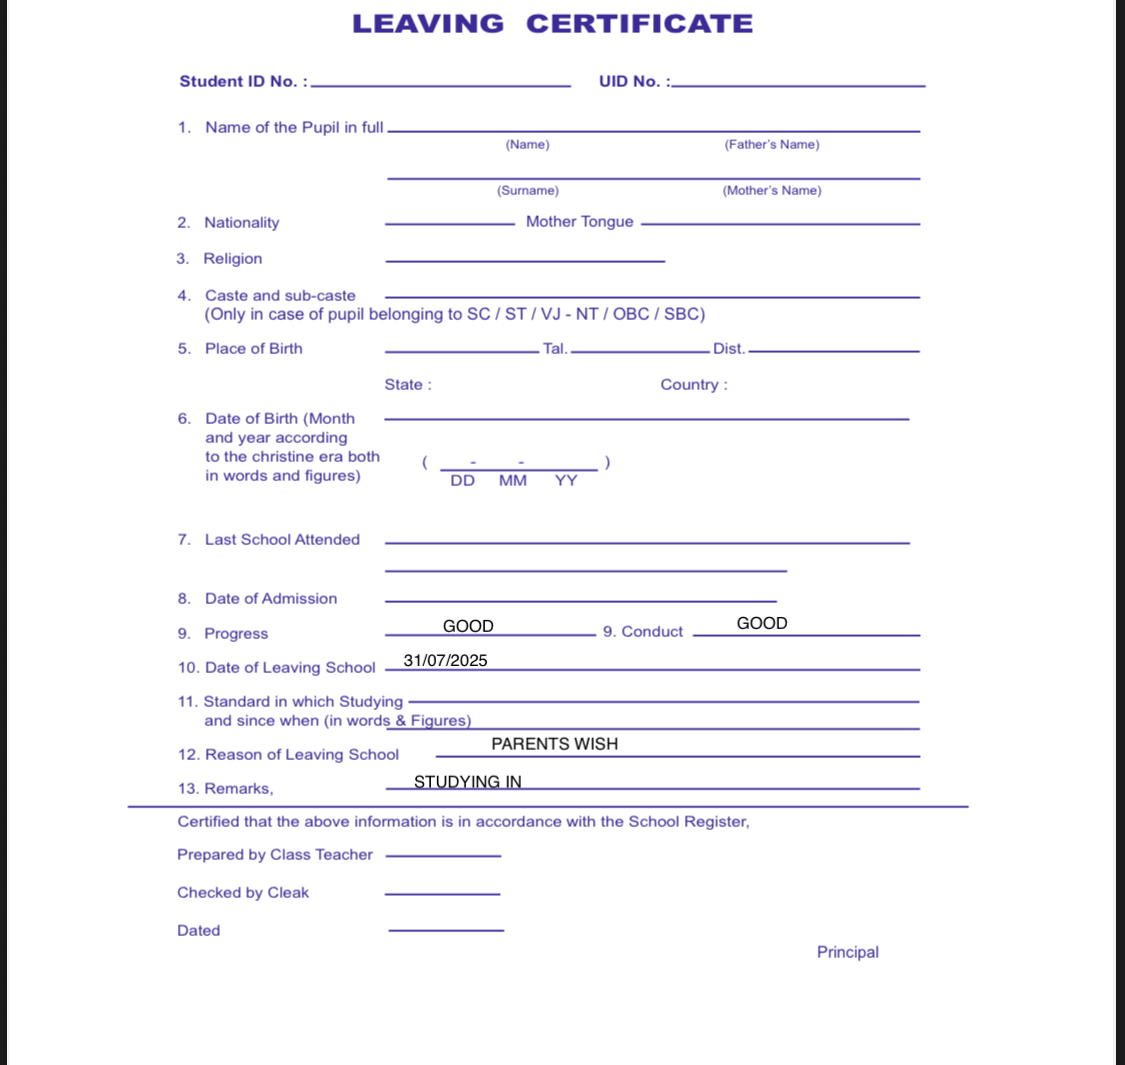 LEAVING CERTIFICATE
Student ID No. : UID No. :
1. Name of the Pupil in full
(Name) (Father's Name)
(Surname) (Mother's Name)
2. Nationality Mother Tongue
3. Religion
4. Caste and sub-caste
(Only in case of pupil belonging to SC / ST / VJ - NT / OBC / SBC)
5. Place of Birth Tal. Dist.
State : Country :
6. Date of Birth (Month
and year according
to the christine era both
in words and figures)
( - - )
DD MM YY
7. Last School Attended
8. Date of Admission
9. Progress GOOD 9. Conduct GOOD
10. Date of Leaving School 31/07/2025
11. Standard in which Studying
and since when (in words & Figures)
12. Reason of Leaving School PARENTS WISH
13. Remarks, STUDYING IN
Certified that the above information is in accordance with the School Register,
Prepared by Class Teacher
Checked by Cleak
Dated
Principal